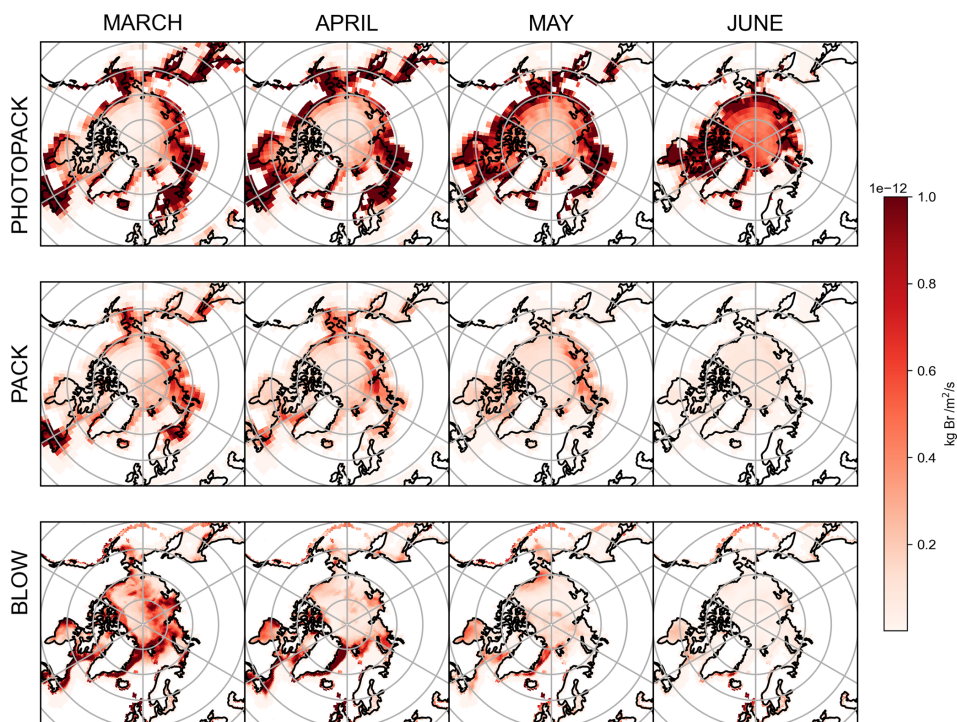 MARCH APRIL MAY JUNE
PHOTOPACK
PACK
BLOW
1e−12
1.0
0.8
0.6
0.4
0.2
kg Br /m²/s